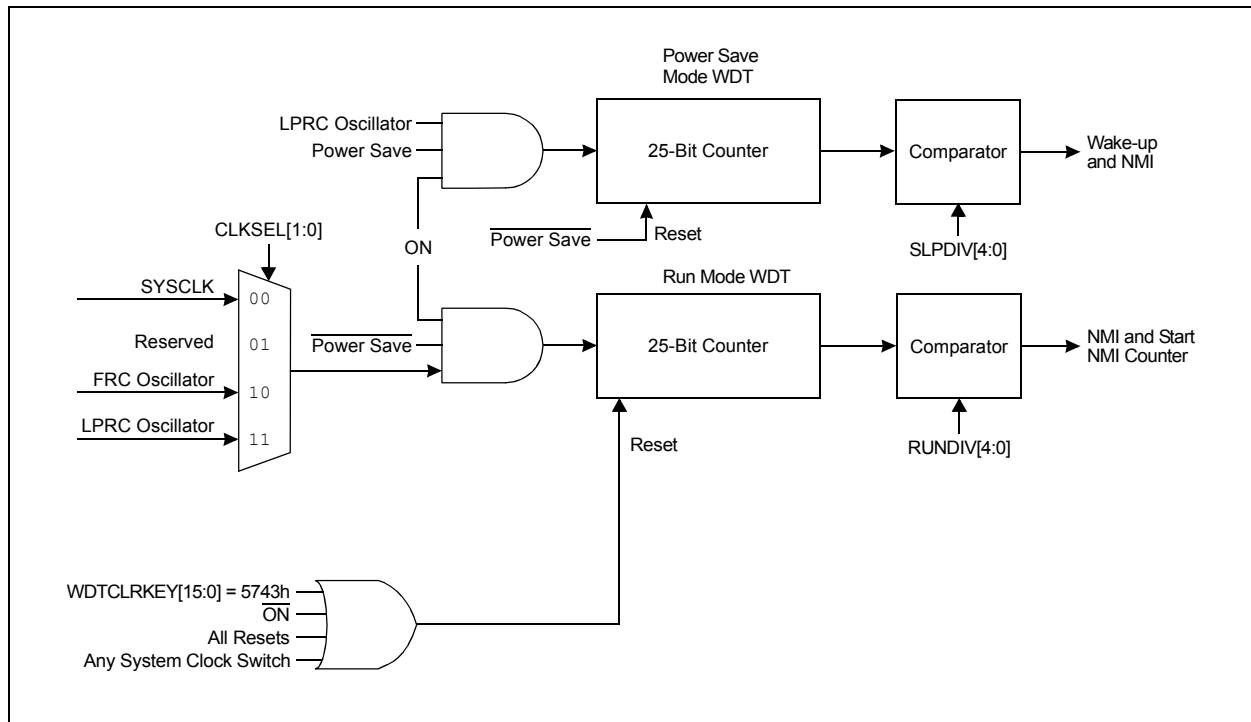 Power Save
Mode WDT
LPRC Oscillator
Power Save
25-Bit Counter
Comparator
Wake-up
and NMI
CLKSEL[1:0]
ON
Power Save
Reset
SLPDIV[4:0]
Run Mode WDT
SYSCLK
00
Reserved
01
Power Save
25-Bit Counter
Comparator
NMI and Start
NMI Counter
FRC Oscillator
10
LPRC Oscillator
11
Reset
RUNDIV[4:0]
WDTCLRKEY[15:0] = 5743h
ON
All Resets
Any System Clock Switch